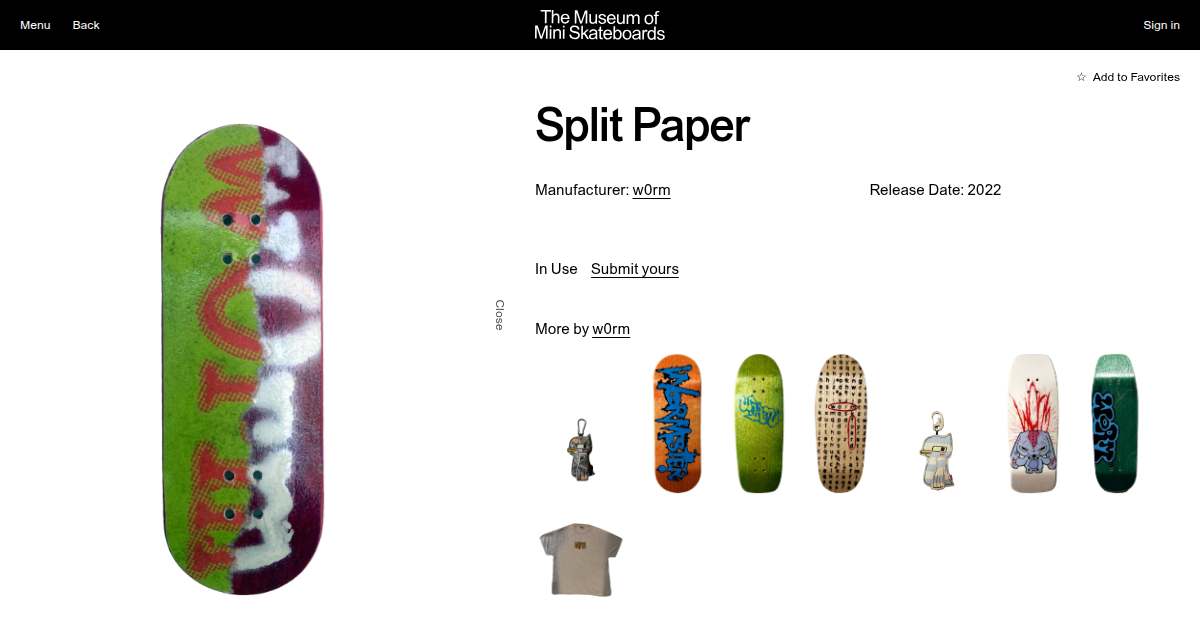 Menu
Back
The Museum of
Mini Skateboards
Sign in
☆ Add to Favorites
Split Paper
Manufacturer: w0rm
Release Date: 2022
In Use
Submit yours
Close
More by w0rm